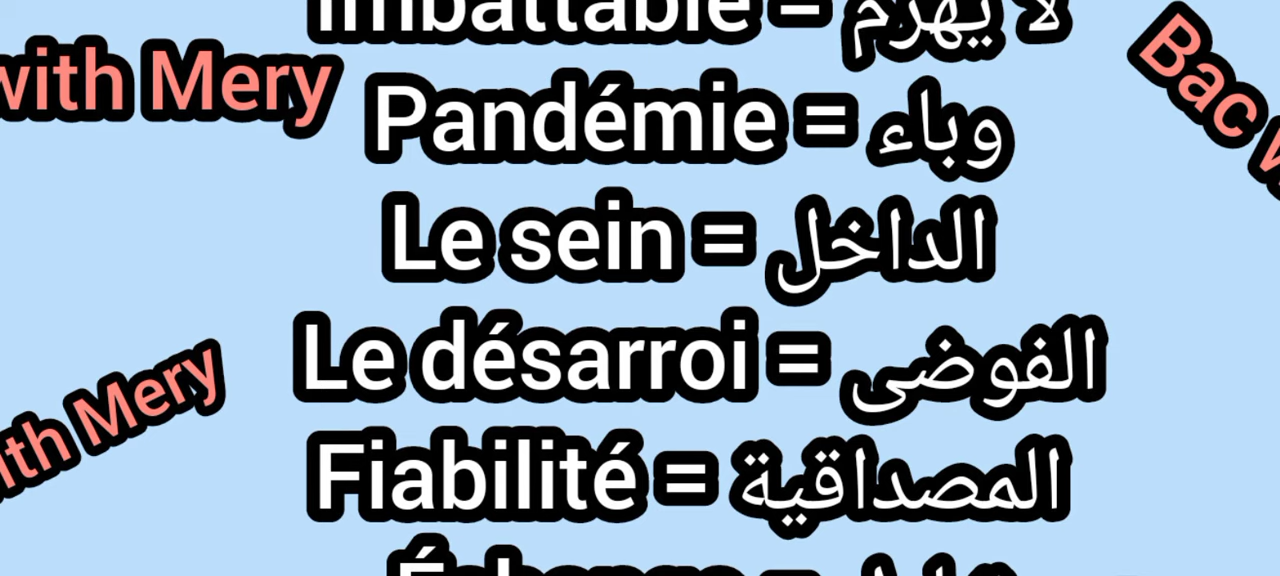 Imbattable = لا يهزم
with Mery
Bac
Pandémie = وباء
Le sein = الداخل
Le désarroi = الفوضى
with Mery
Fiabilité = المصداقية